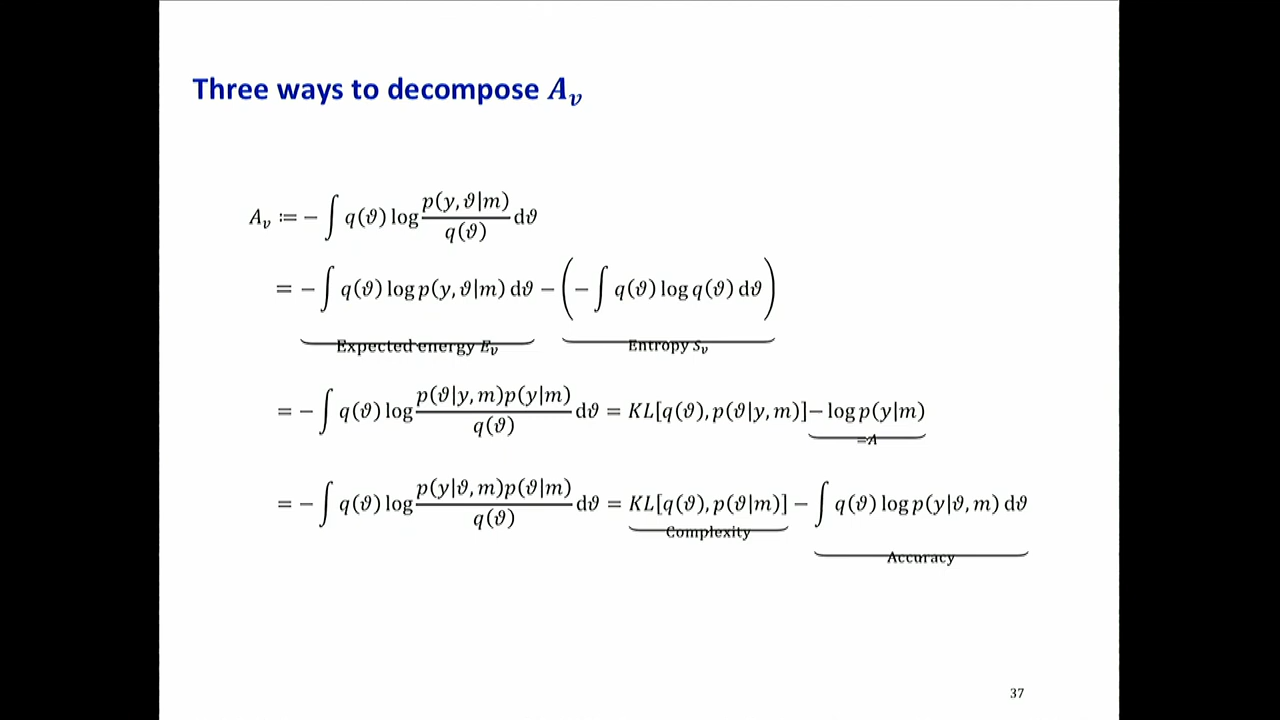 Three ways to decompose A_v
A_v := − ∫ q(ϑ) log p(y, ϑ|m) / q(ϑ) dϑ
= − ∫ q(ϑ) log p(y, ϑ|m) dϑ − (− ∫ q(ϑ) log q(ϑ) dϑ)
Expected energy E_v Entropy S_v
= − ∫ q(ϑ) log p(ϑ|y, m)p(y|m) / q(ϑ) dϑ = KL[q(ϑ), p(ϑ|y, m)] − log p(y|m)
=A
= − ∫ q(ϑ) log p(y|ϑ, m)p(ϑ|m) / q(ϑ) dϑ = KL[q(ϑ), p(ϑ|m)] − ∫ q(ϑ) log p(y|ϑ, m) dϑ
Complexity
Accuracy
37